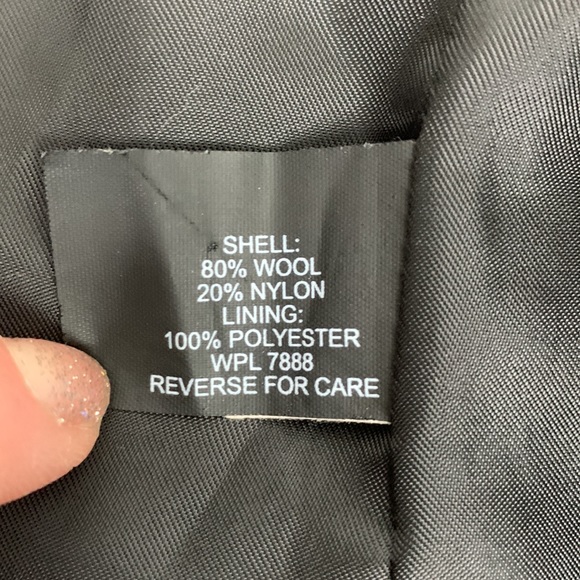 SHELL:
80% WOOL
20% NYLON
LINING:
100% POLYESTER
WPL 7888
REVERSE FOR CARE